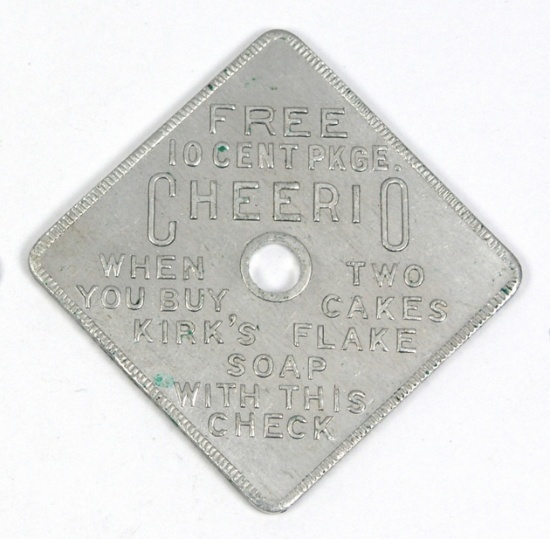 FREE
10 CENT PKGE.
CHEERIO
WHEN TWO
YOU BUY CAKES
KIRK'S FLAKE
SOAP
WITH THIS
CHECK